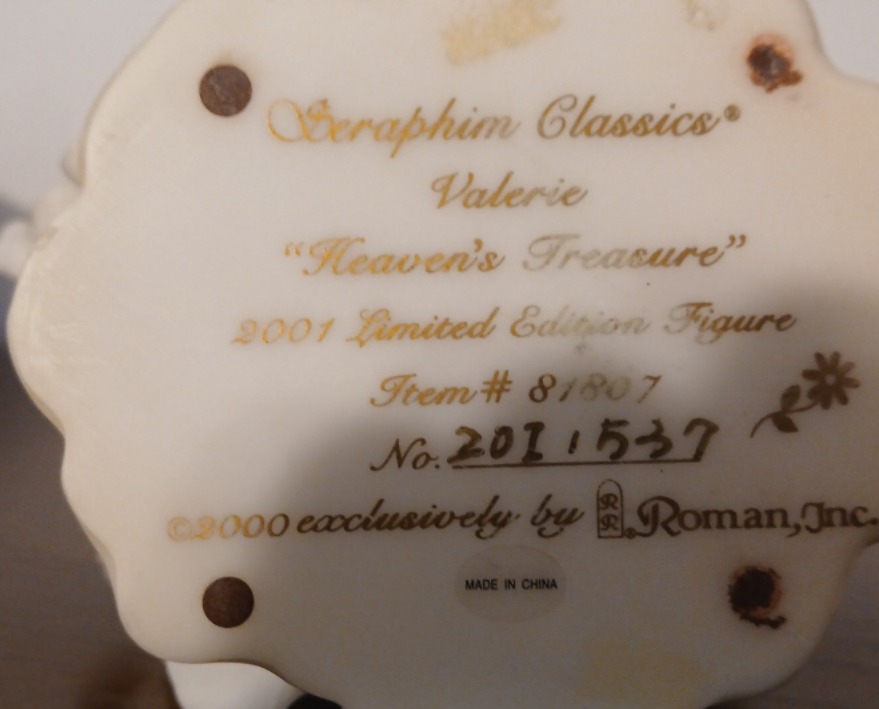 Seraphim Classics®
Valerie
“Heaven's Treasure”
2001 Limited Edition Figure
Item # 81807
No. 20I1537
©2000 exclusively by Roman, Inc.
MADE IN CHINA